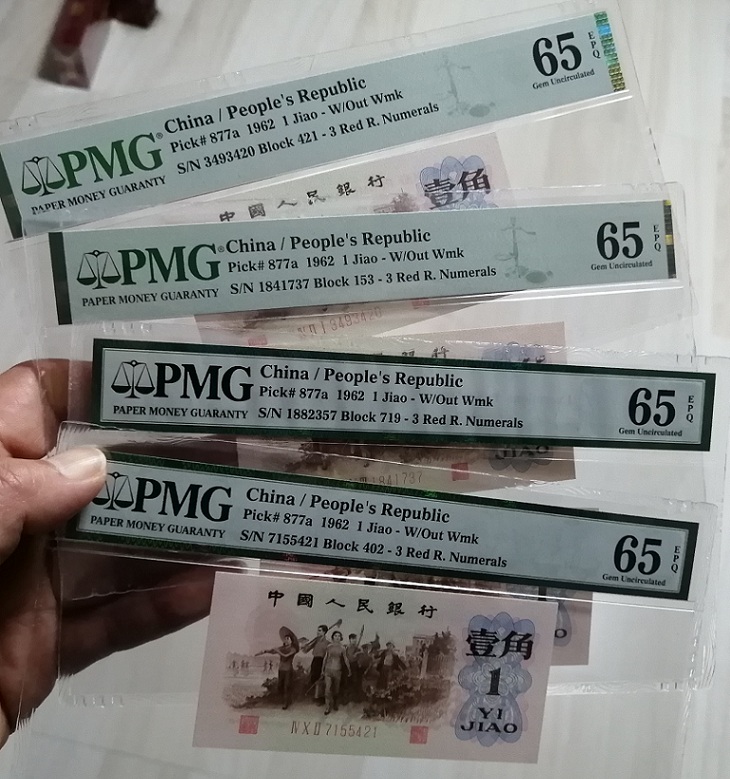 PMG®
PAPER MONEY GUARANTY
China / People's Republic
Pick# 877a 1962 1 Jiao - W/Out Wmk
S/N 3493420 Block 421 - 3 Red R. Numerals
65 EPQ
Gem Uncirculated
中國人民銀行
壹角
PMG®
PAPER MONEY GUARANTY
China / People's Republic
Pick# 877a 1962 1 Jiao - W/Out Wmk
S/N 1841737 Block 153 - 3 Red R. Numerals
65 EPQ
Gem Uncirculated
3493420
PMG
PAPER MONEY GUARANTY
China / People's Republic
Pick# 877a 1962 1 Jiao - W/Out Wmk
S/N 1882357 Block 719 - 3 Red R. Numerals
65 EPQ
Gem Uncirculated
JIAO
1841737
PMG
PAPER MONEY GUARANTY
China / People's Republic
Pick# 877a 1962 1 Jiao - W/Out Wmk
S/N 7155421 Block 402 - 3 Red R. Numerals
65 EPQ
Gem Uncirculated
中國人民銀行
壹角
1
YI
JIAO
ⅣⅩⅡ 7155421